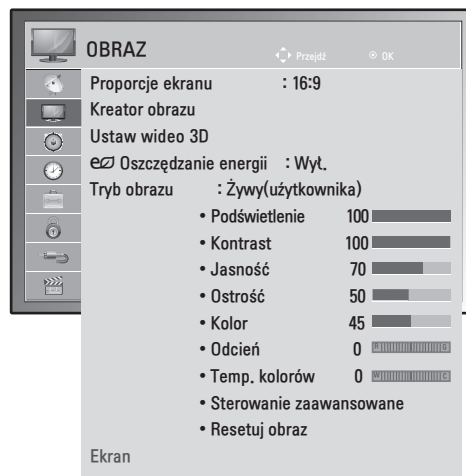 OBRAZ Przejdź OK
Proporcje ekranu : 16:9
Kreator obrazu
Ustaw wideo 3D
Oszczędzanie energii : Wył.
Tryb obrazu : Żywy(użytkownika)
• Podświetlenie 100
• Kontrast 100
• Jasność 70
• Ostrość 50
• Kolor 45
• Odcień 0 R G
• Temp. kolorów 0 W C
• Sterowanie zaawansowane
• Resetuj obraz
Ekran